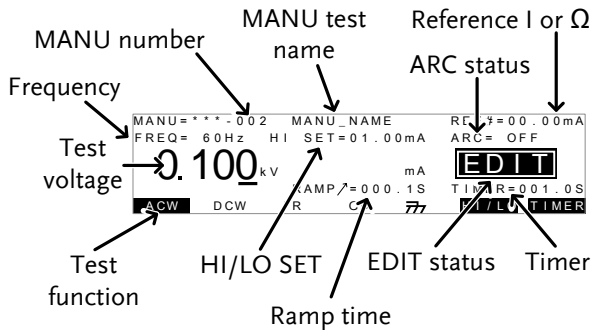 MANU test name
Reference I or Ω
MANU number
ARC status
Frequency
MANU=***-002 MANU_NAME REF#=00.00mA
FREQ= 60Hz HI SET=01.00mA ARC= OFF
Test voltage
0.100kV mA EDIT
RAMP↗=000.1S TIMER=001.0S
ACW DCW HI/LO TIMER
Test function
HI/LO SET
EDIT status
Timer
Ramp time